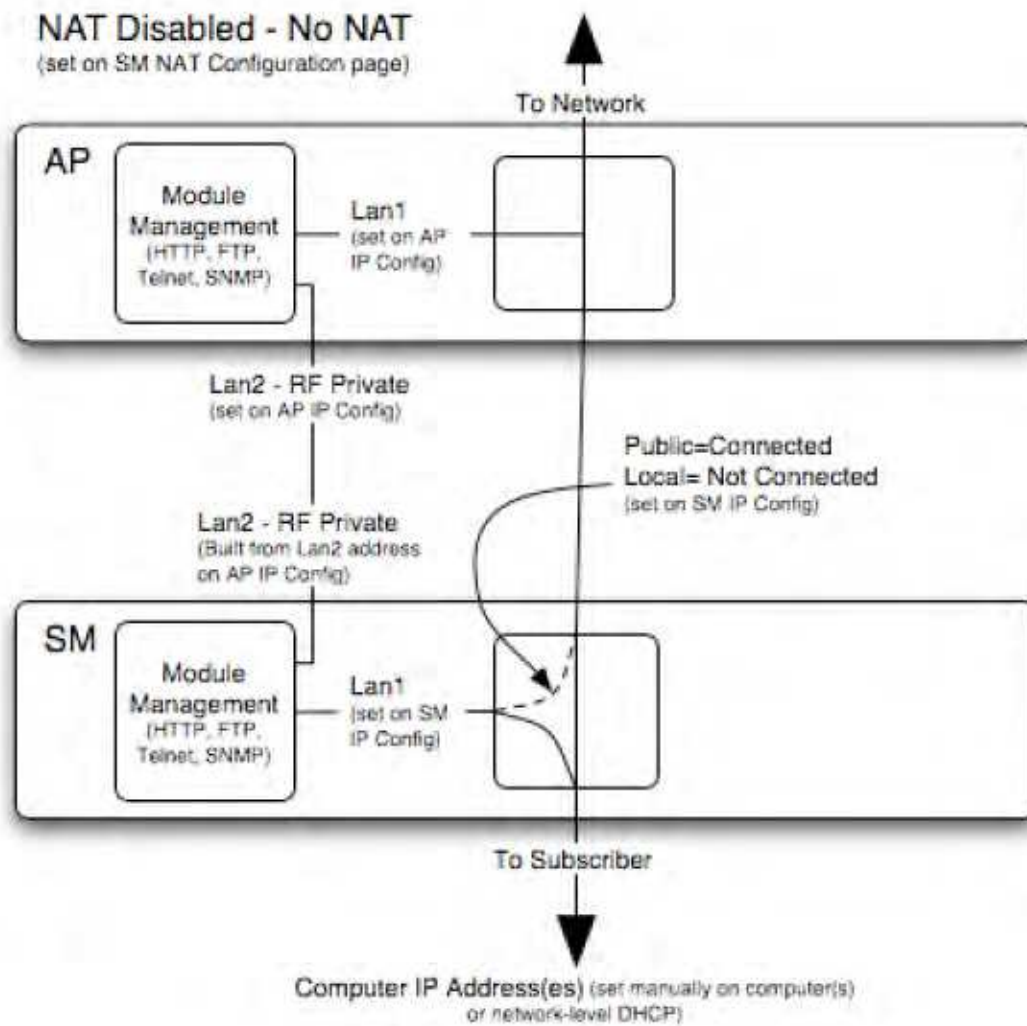 NAT Disabled - No NAT
(set on SM NAT Configuration page)
To Network
AP
Module
Management
(HTTP, FTP,
Telnet, SNMP)
Lan1
(set on AP
IP Config)
Lan2 - RF Private
(set on AP IP Config)
Public=Connected
Local= Not Connected
(set on SM IP Config)
Lan2 - RF Private
(Built from Lan2 address
on AP IP Config)
SM
Module
Management
(HTTP, FTP,
Telnet, SNMP)
Lan1
(set on SM
IP Config)
To Subscriber
Computer IP Address(es) (set manually on computer(s)
or network-level DHCP)